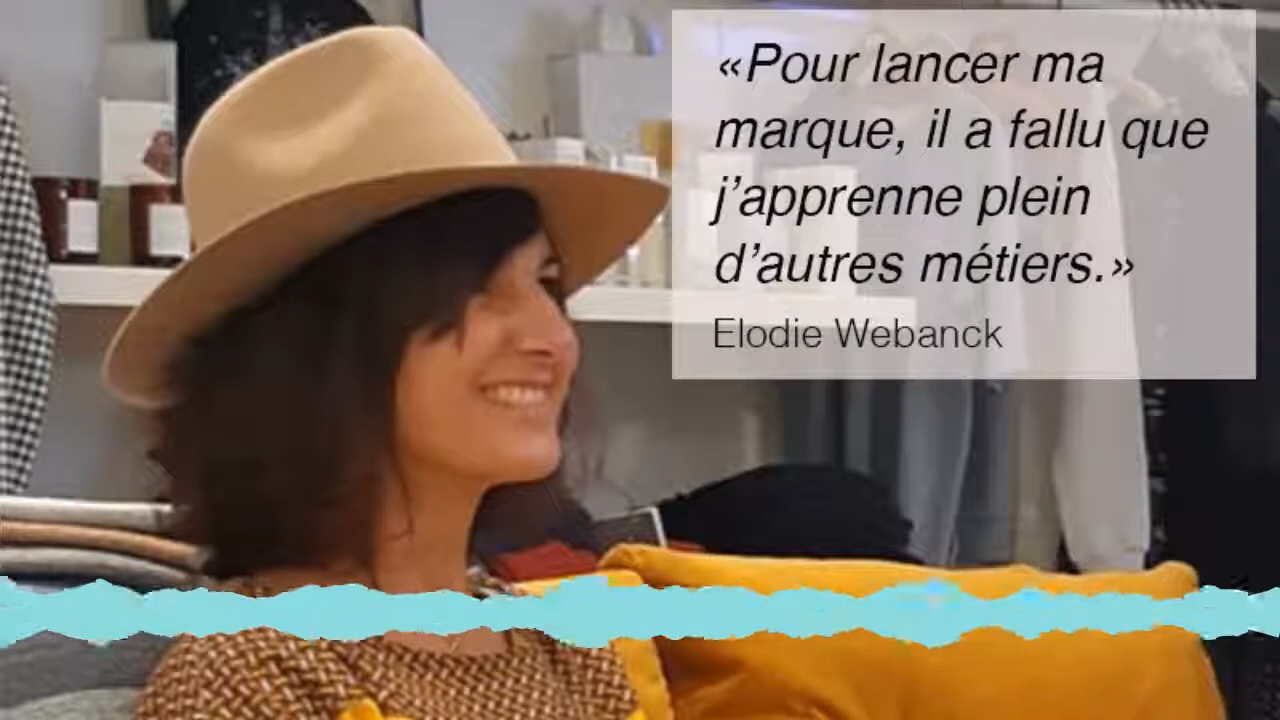 «Pour lancer ma
marque, il a fallu que
j’apprenne plein
d’autres métiers.»
Elodie Webanck